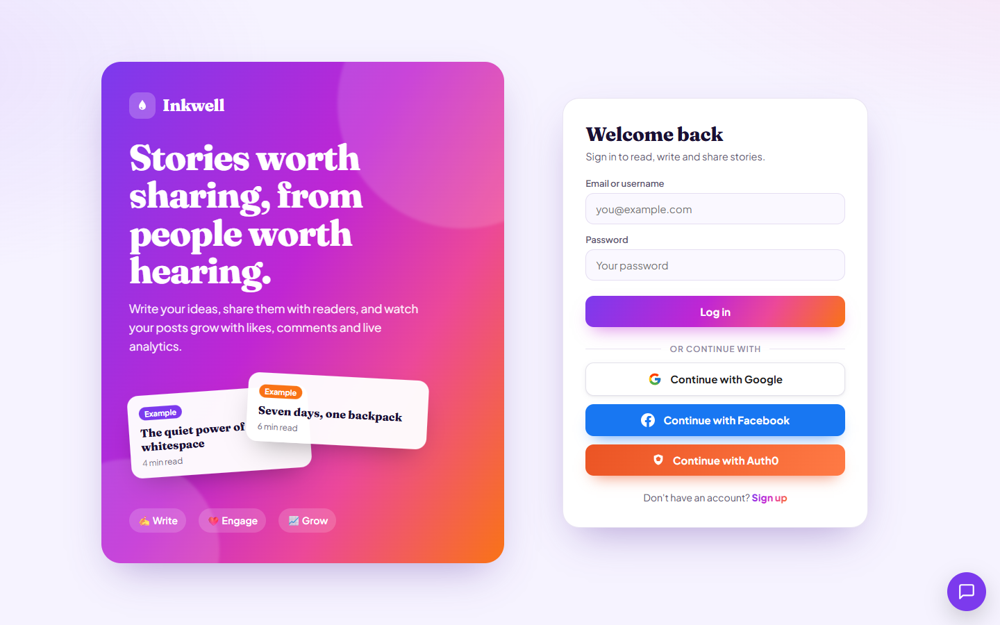 Inkwell
Stories worth
sharing, from
people worth
hearing.
Write your ideas, share them with readers, and watch
your posts grow with likes, comments and live
analytics.
Example
The quiet power of
whitespace
4 min read
Example
Seven days, one backpack
6 min read
✍️ Write
💖 Engage
📈 Grow
Welcome back
Sign in to read, write and share stories.
Email or username
you@example.com
Password
Your password
Log in
OR CONTINUE WITH
Continue with Google
Continue with Facebook
Continue with Auth0
Don't have an account? Sign up